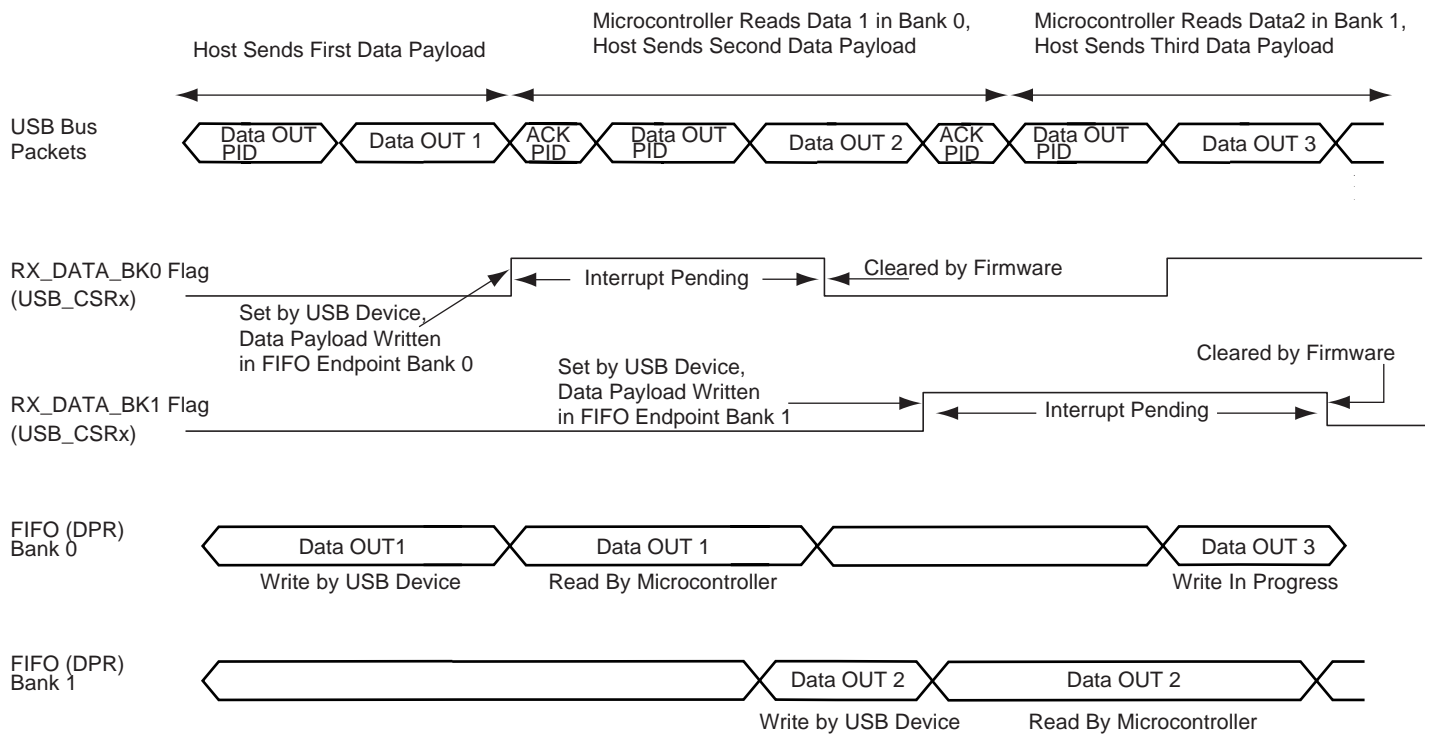 Host Sends First Data Payload
Microcontroller Reads Data 1 in Bank 0,
Host Sends Second Data Payload
Microcontroller Reads Data2 in Bank 1,
Host Sends Third Data Payload
USB Bus
Packets
Data OUT
PID
Data OUT 1
ACK
PID
Data OUT
PID
Data OUT 2
ACK
PID
Data OUT
PID
Data OUT 3
RX_DATA_BK0 Flag
(USB_CSRx)
Interrupt Pending
Cleared by Firmware
Set by USB Device,
Data Payload Written
in FIFO Endpoint Bank 0
RX_DATA_BK1 Flag
(USB_CSRx)
Set by USB Device,
Data Payload Written
in FIFO Endpoint Bank 1
Interrupt Pending
Cleared by Firmware
FIFO (DPR)
Bank 0
Data OUT1
Write by USB Device
Data OUT 1
Read By Microcontroller
Data OUT 3
Write In Progress
FIFO (DPR)
Bank 1
Data OUT 2
Write by USB Device
Data OUT 2
Read By Microcontroller